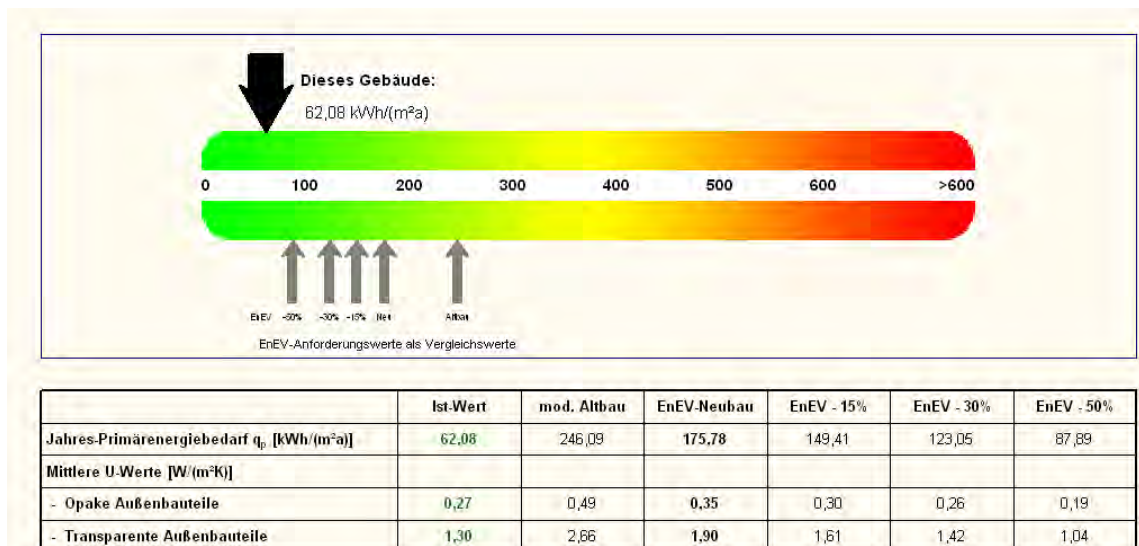 Dieses Gebäude:
62,08 kWh/(m²a)
0 100 200 300 400 500 600 >600
EnEV -50% -30% -15% Neu Altbau
EnEV-Anforderungswerte als Vergleichswerte
Ist-Wert mod. Altbau EnEV-Neubau EnEV - 15% EnEV - 30% EnEV - 50%
Jahres-Primärenergiebedarf qp [kWh/(m²a)] 62,08 246,09 175,78 149,41 123,05 87,89
Mittlere U-Werte [W/(m²K)]
- Opake Außenbauteile 0,27 0,49 0,35 0,30 0,26 0,19
- Transparente Außenbauteile 1,30 2,66 1,90 1,61 1,42 1,04